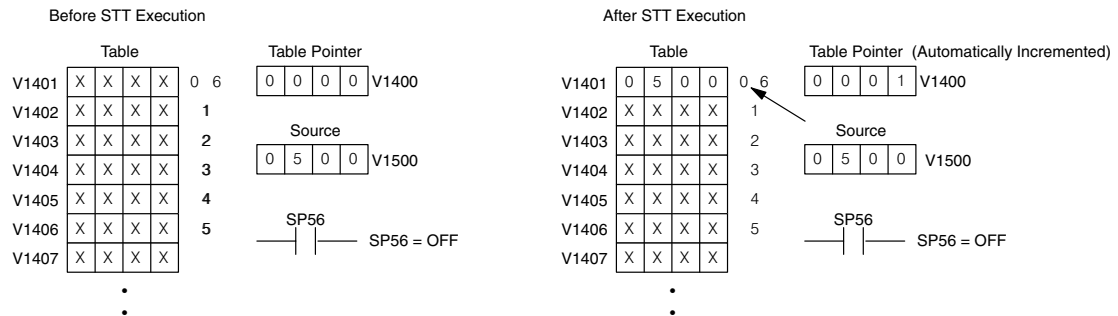 Before STT Execution
After STT Execution
Table
Table Pointer
V1401 X X X X 0 6
0 0 0 0 V1400
V1402 X X X X 1
V1403 X X X X 2
Source
V1404 X X X X 3
0 5 0 0 V1500
V1405 X X X X 4
V1406 X X X X 5
SP56
SP56 = OFF
V1407 X X X X
Table
Table Pointer (Automatically Incremented)
V1401 0 5 0 0 0 6
0 0 0 1 V1400
V1402 X X X X 1
V1403 X X X X 2
Source
V1404 X X X X 3
0 5 0 0 V1500
V1405 X X X X 4
V1406 X X X X 5
SP56
SP56 = OFF
V1407 X X X X